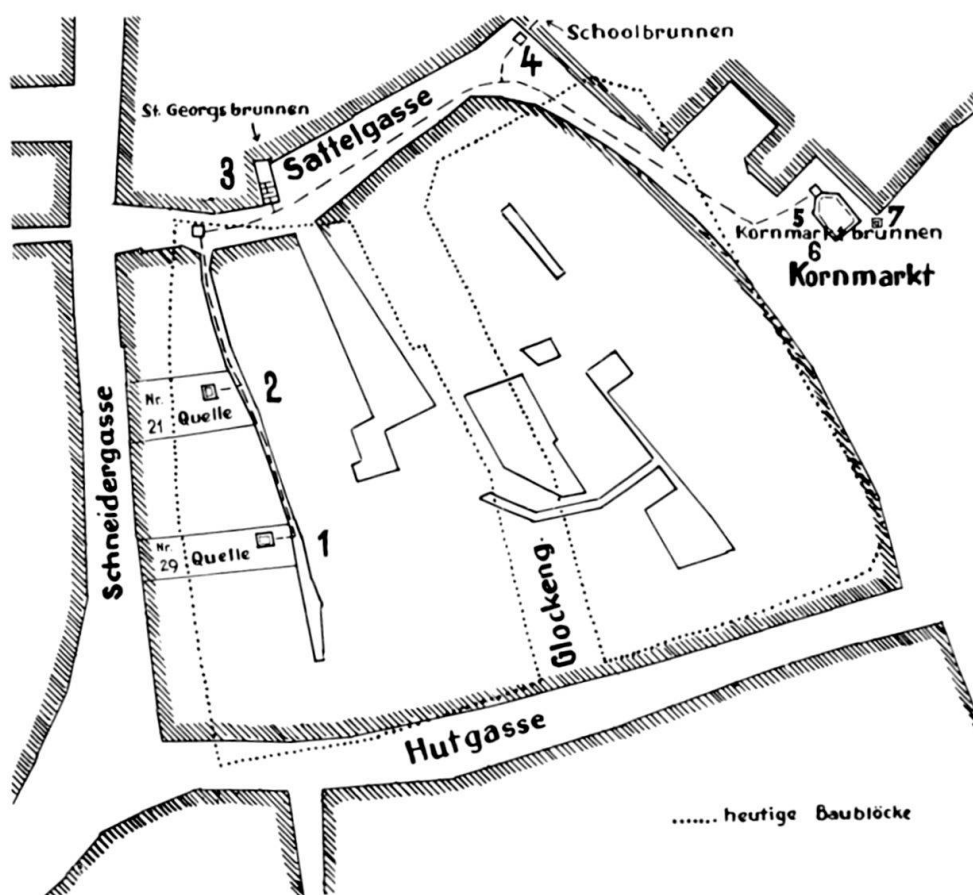 Schoolbrunnen
4
St. Georgsbrunnen
Sattelgasse
3
5
7
Kornmarktbrunnen
6
Kornmarkt
2
Nr.
21
Quelle
Schneidergasse
1
Nr.
29
Quelle
Glockeng
Hutgasse
....... heutige Baublöcke